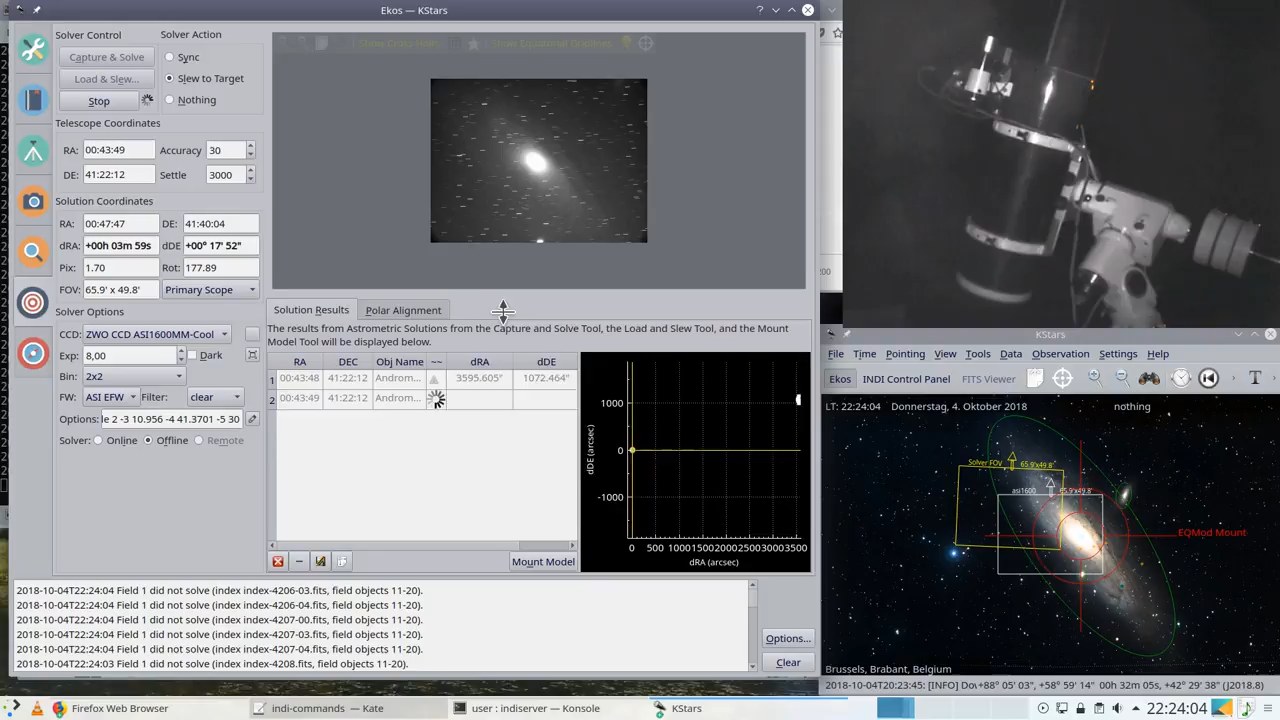 Ekos — KStars
Solver Control
Solver Action
Capture & Solve
Sync
Load & Slew...
Slew to Target
Stop
Nothing
Telescope Coordinates
RA: 00:43:49 Accuracy 30
DE: 41:22:12 Settle 3000
Solution Coordinates
RA: 00:47:47 DE: 41:40:04
dRA +00h 03m 59s dDE +00° 17' 52"
Pix: 1.70 Rot: 177.89
FOV: 65.9' x 49.8' Primary Scope
Solver Options
CCD: ZWO CCD ASI1600MM-Cool
Exp: 8,00 Dark
Bin: 2x2
FW: ASI EFW Filter: clear
Options: le 2 -3 10.956 -4 41.3701 -5 30
Solver: Online Offline Remote
Solution Results
Polar Alignment
The results from Astrometric Solutions from the Capture and Solve Tool, the Load and Slew Tool, and the Mount
Model Tool will be displayed below.
RA DEC Obj Name ~~ dRA dDE
1 00:43:48 41:22:12 Androm... 3595.605" 1072.464"
2 00:43:49 41:22:12 Androm...
dDE (arcsec)
1000
0
-1000
0 500 1000 1500 2000 2500 3000 3500
dRA (arcsec)
Mount Model
2018-10-04T22:24:04 Field 1 did not solve (index index-4206-03.fits, field objects 11-20).
2018-10-04T22:24:04 Field 1 did not solve (index index-4206-04.fits, field objects 11-20).
2018-10-04T22:24:04 Field 1 did not solve (index index-4207-00.fits, field objects 11-20).
2018-10-04T22:24:04 Field 1 did not solve (index index-4207-03.fits, field objects 11-20).
2018-10-04T22:24:04 Field 1 did not solve (index index-4207-04.fits, field objects 11-20).
2018-10-04T22:24:03 Field 1 did not solve (index index-4208.fits, field objects 11-20).
Options...
Clear
200
KStars
File Time Pointing View Tools Data Observation Settings Help
Ekos INDI Control Panel FITS Viewer
LT: 22:24:04 Donnerstag, 4. Oktober 2018
nothing
Solver FOV 65.9'x49.8'
asi1600 65.9'x49.8'
EQMod Mount
Brussels, Brabant, Belgium
+88° 05' 03", +58° 59' 14" 00h 32m 05s, +42° 29' 38" (J2018.8)
2018-10-04T20:23:45: [INFO]
Firefox Web Browser
indi-commands — Kate
user : indiserver — Konsole
KStars
22:24:04